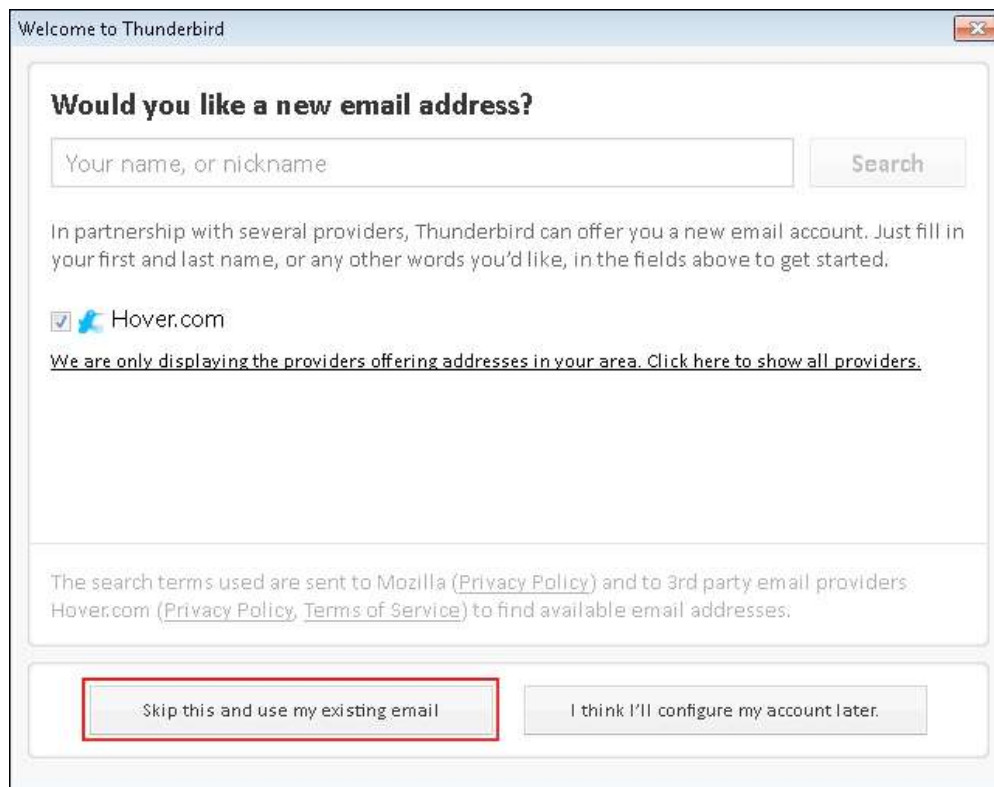 Welcome to Thunderbird
Would you like a new email address?
Your name, or nickname
Search
In partnership with several providers, Thunderbird can offer you a new email account. Just fill in
your first and last name, or any other words you'd like, in the fields above to get started.
Hover.com
We are only displaying the providers offering addresses in your area. Click here to show all providers.
The search terms used are sent to Mozilla (Privacy Policy) and to 3rd party email providers
Hover.com (Privacy Policy, Terms of Service) to find available email addresses.
Skip this and use my existing email
I think I'll configure my account later.